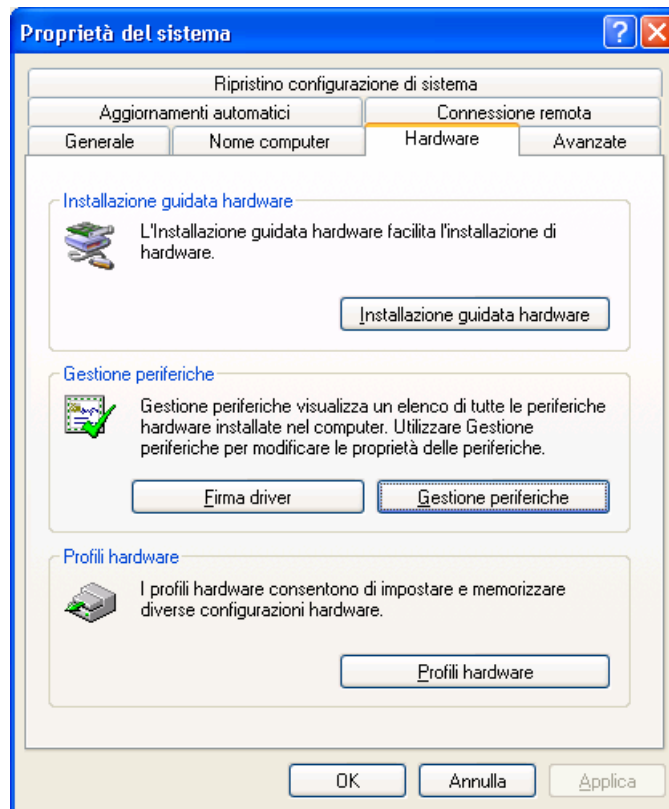 Proprietà del sistema
Ripristino configurazione di sistema
Aggiornamenti automatici
Connessione remota
Generale
Nome computer
Hardware
Avanzate
Installazione guidata hardware
L'Installazione guidata hardware facilita l'installazione di
hardware.
Installazione guidata hardware
Gestione periferiche
Gestione periferiche visualizza un elenco di tutte le periferiche
hardware installate nel computer. Utilizzare Gestione
periferiche per modificare le proprietà delle periferiche.
Firma driver
Gestione periferiche
Profili hardware
I profili hardware consentono di impostare e memorizzare
diverse configurazioni hardware.
Profili hardware
OK
Annulla
Applica